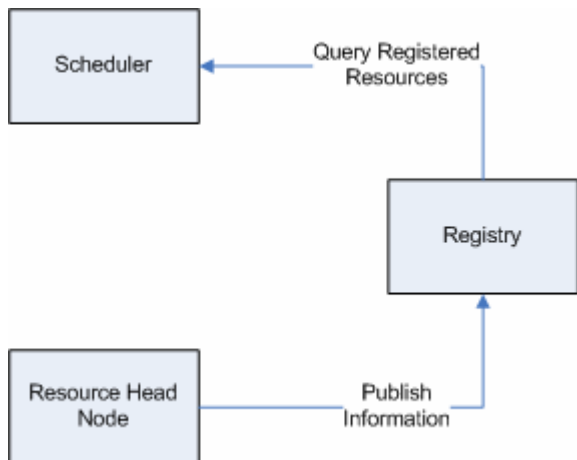 Scheduler
Query Registered
Resources
Registry
Resource Head
Node
Publish
Information